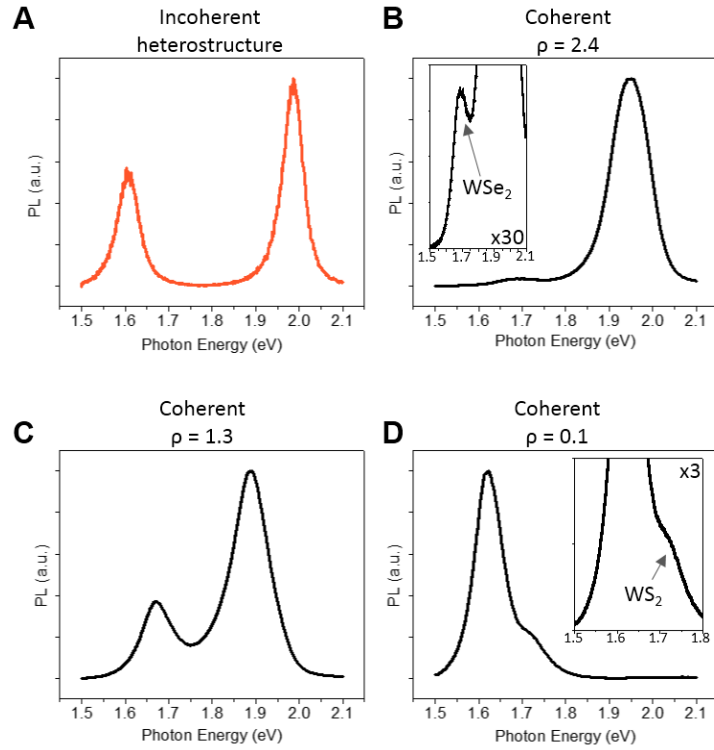 A
Incoherent
heterostructure
PL (a.u.)
1.5 1.6 1.7 1.8 1.9 2.0 2.1
Photon Energy (eV)
B
Coherent
ρ = 2.4
WSe₂
x30
1.5 1.7 1.9 2.1
PL (a.u.)
1.5 1.6 1.7 1.8 1.9 2.0 2.1
Photon Energy (eV)
C
Coherent
ρ = 1.3
PL (a.u.)
1.5 1.6 1.7 1.8 1.9 2.0 2.1
Photon Energy (eV)
D
Coherent
ρ = 0.1
x3
WS₂
1.5 1.6 1.7 1.8
PL (a.u.)
1.5 1.6 1.7 1.8 1.9 2.0 2.1
Photon Energy (eV)